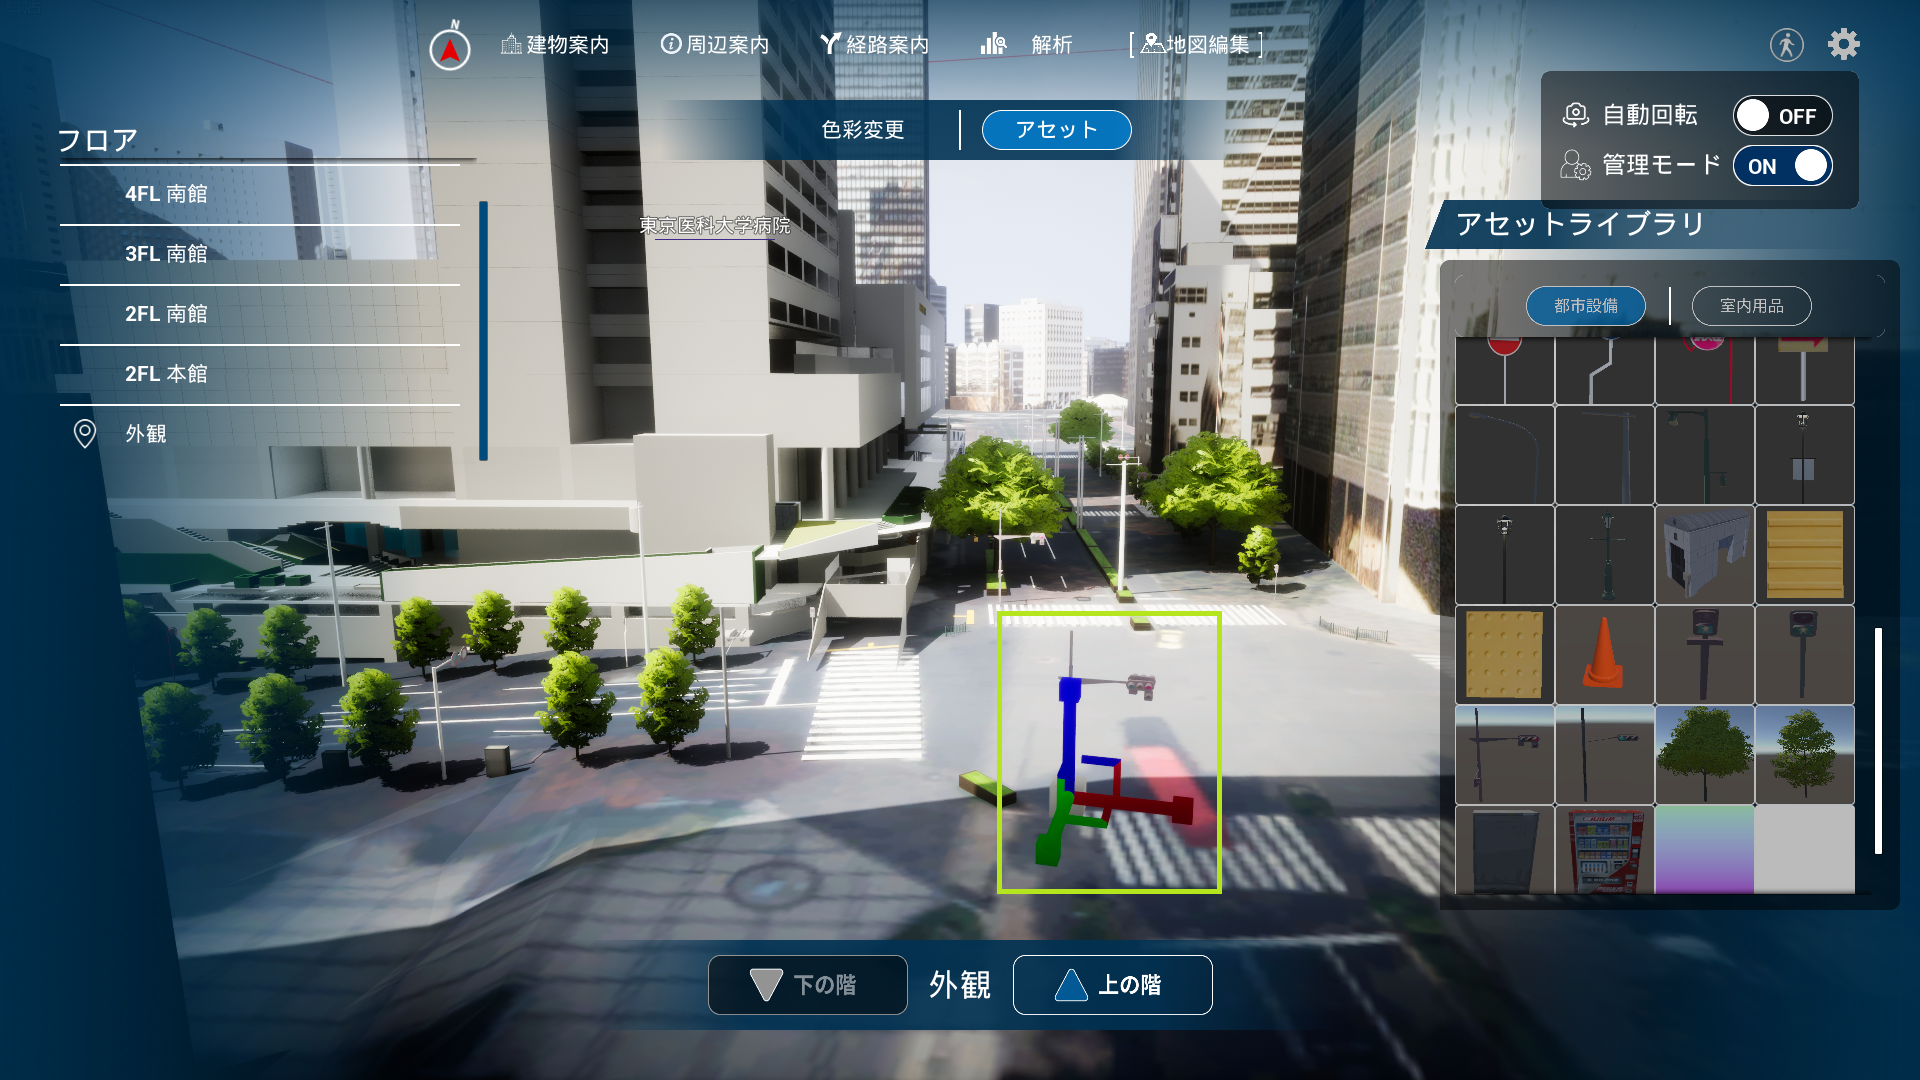 N
建物案内
周辺案内
経路案内
解析
[ 地図編集 ]
色彩変更
アセット
自動回転
OFF
管理モード
ON
フロア
4FL 南館
3FL 南館
2FL 南館
2FL 本館
外観
東京医科大学病院
アセットライブラリ
都市設備
室内用品
下の階
外観
上の階